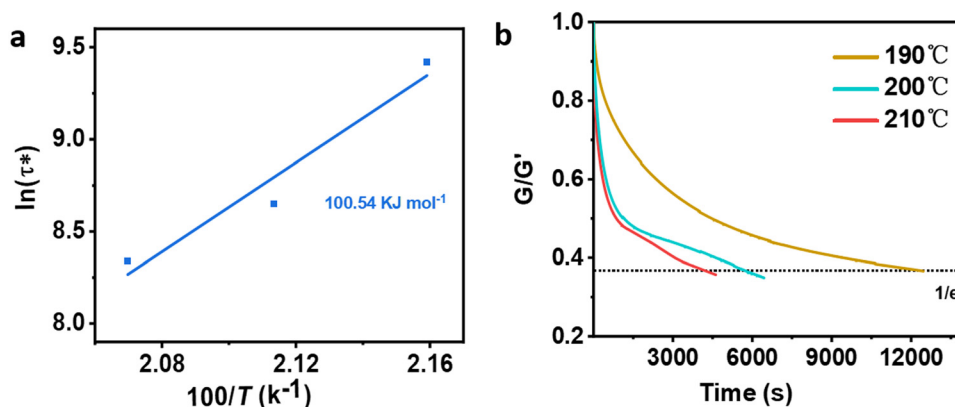 a
9.5
9.0
8.5
8.0
ln(τ*)
100.54 KJ mol⁻¹
2.08
2.12
2.16
100/T (k⁻¹)
b
1.0
0.8
0.6
0.4
0.2
G/G'
190℃
200℃
210℃
1/e
3000
6000
9000
12000
Time (s)